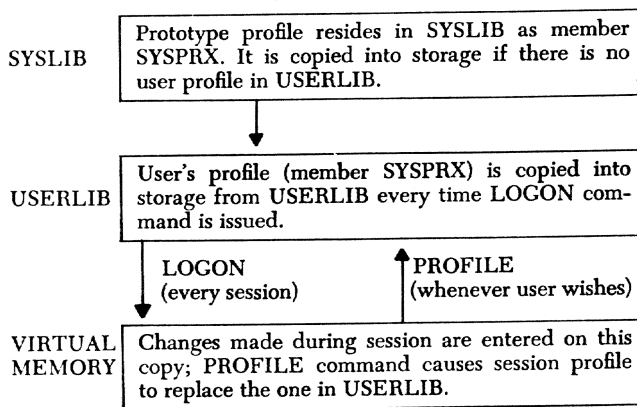 Prototype profile resides in SYSLIB as member
SYSLIB
SYSPRX. It is copied into storage if there is no
user profile in USERLIB.
User's profile (member SYSPRX) is copied into
USERLIB
storage from USERLIB every time LOGON com-
mand is issued.
LOGON
(every session)
PROFILE
(whenever user wishes)
VIRTUAL
MEMORY
Changes made during session are entered on this
copy; PROFILE command causes session profile
to replace the one in USERLIB.